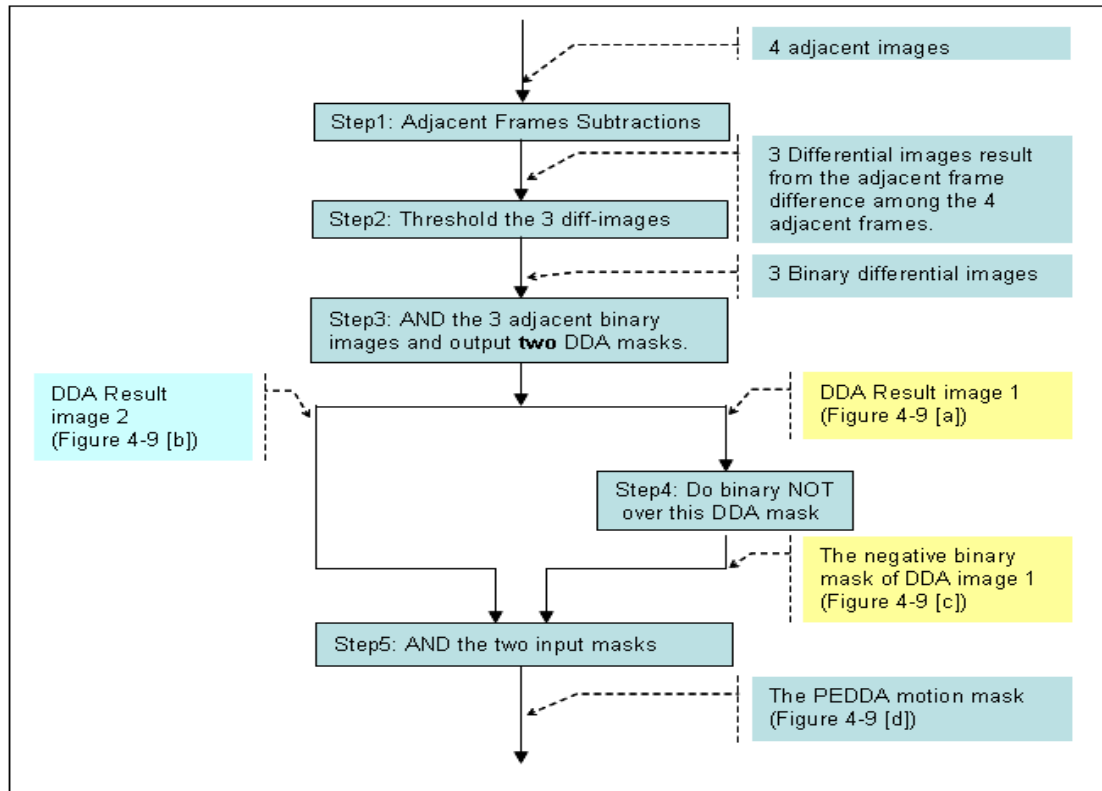 4 adjacent images
Step1: Adjacent Frames Subtractions
3 Differential images result
from the adjacent frame
difference among the 4
adjacent frames.
Step2: Threshold the 3 diff-images
3 Binary differential images
Step3: AND the 3 adjacent binary
images and output two DDA masks.
DDA Result
image 2
(Figure 4-9 [b])
DDA Result image 1
(Figure 4-9 [a])
Step4: Do binary NOT
over this DDA mask
The negative binary
mask of DDA image 1
(Figure 4-9 [c])
Step5: AND the two input masks
The PEDDA motion mask
(Figure 4-9 [d])